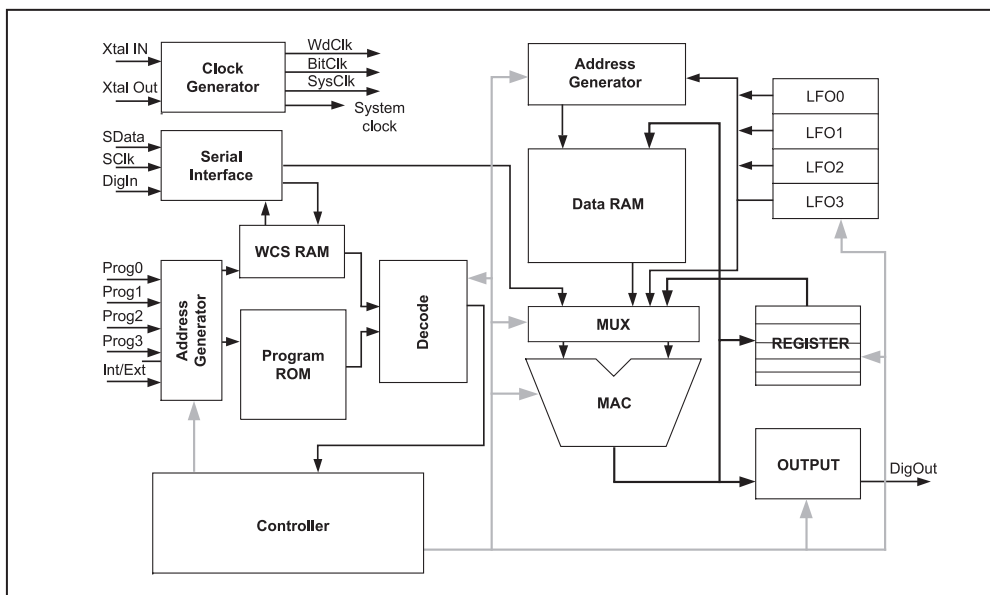 Xtal IN
Xtal Out
Clock
Generator
WdClk
BitClk
SysClk
System
clock
SData
SClk
DigIn
Serial
Interface
WCS RAM
Prog0
Prog1
Prog2
Prog3
Int/Ext
Address
Generator
Program
ROM
Decode
Controller
Address
Generator
Data RAM
MUX
MAC
LFO0
LFO1
LFO2
LFO3
REGISTER
OUTPUT
DigOut